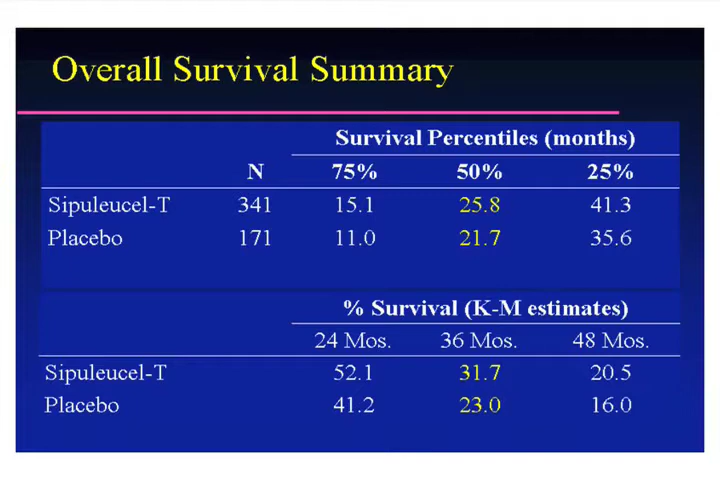 Overall Survival Summary
Survival Percentiles (months)
N 75% 50% 25%
Sipuleucel-T 341 15.1 25.8 41.3
Placebo 171 11.0 21.7 35.6
% Survival (K-M estimates)
24 Mos. 36 Mos. 48 Mos.
Sipuleucel-T 52.1 31.7 20.5
Placebo 41.2 23.0 16.0